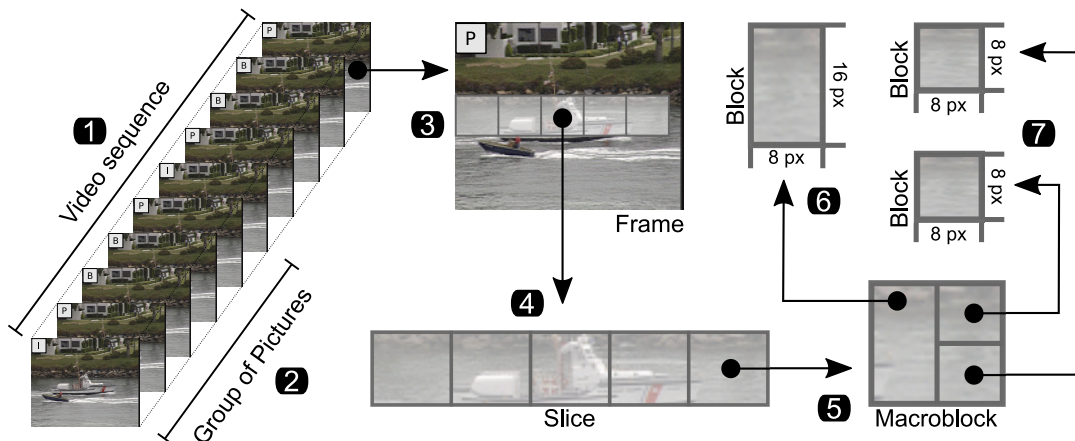 1
Video sequence
P
B
B
P
I
P
B
B
P
I
2
Group of Pictures
3
P
Frame
4
Slice
5
Macroblock
6
Block
16 px
8 px
7
Block
8 px
8 px
Block
8 px
8 px